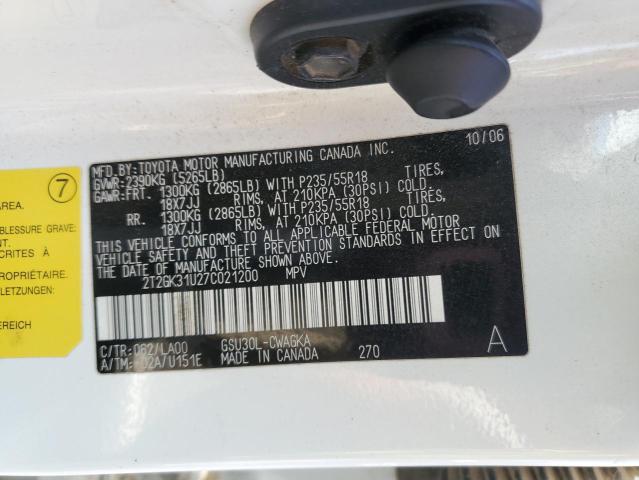 10/06
MFD.BY:TOYOTA MOTOR MANUFACTURING CANADA INC.
GVWR:2390KG (5265LB)
GAWR:FRT. 1300KG (2865LB) WITH P235/55R18 TIRES,
18X7JJ RIMS, AT 210KPA (30PSI) COLD.
RR. 1300KG (2865LB) WITH P235/55R18 TIRES,
18X7JJ RIMS, AT 210KPA (30PSI) COLD.
THIS VEHICLE CONFORMS TO ALL APPLICABLE FEDERAL MOTOR
VEHICLE SAFETY AND THEFT PREVENTION STANDARDS IN EFFECT ON
THE DATE OF MANUFACTURE SHOWN ABOVE.
2T2GK31U27C021200 MPV
C/TR:062/LA00 GSU30L-CWAGKA
A/TM: 02A/U151E MADE IN CANADA 270 A
7
AREA.
BLESSURE GRAVE:
NT.
CRITES À
PROPRIÉTAIRE.
LETZUNGEN.
BEREICH